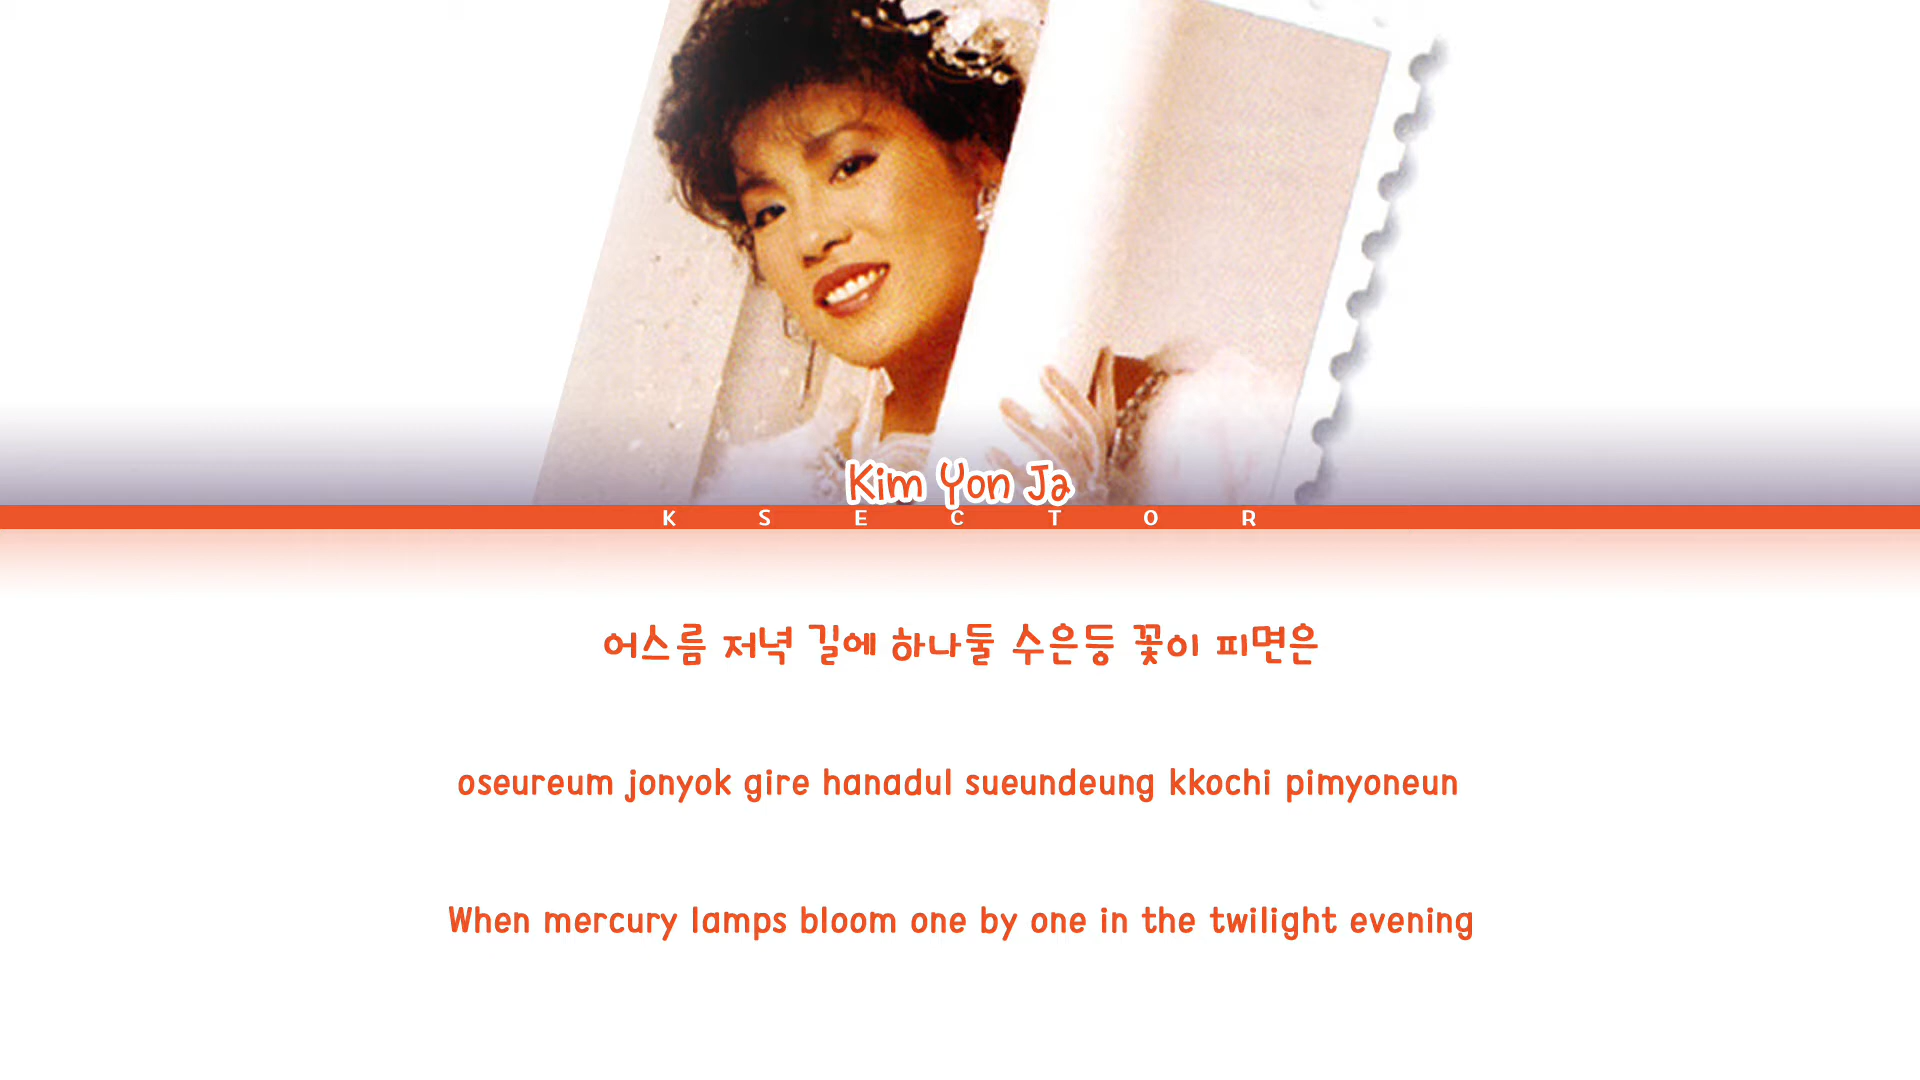 Kim Yon Ja
K S E C T O R
어스름 저녁 길에 하나둘 수은등 꽃이 피면은
oseureum jonyok gire hanadul sueundeung kkochi pimyoneun
When mercury lamps bloom one by one in the twilight evening